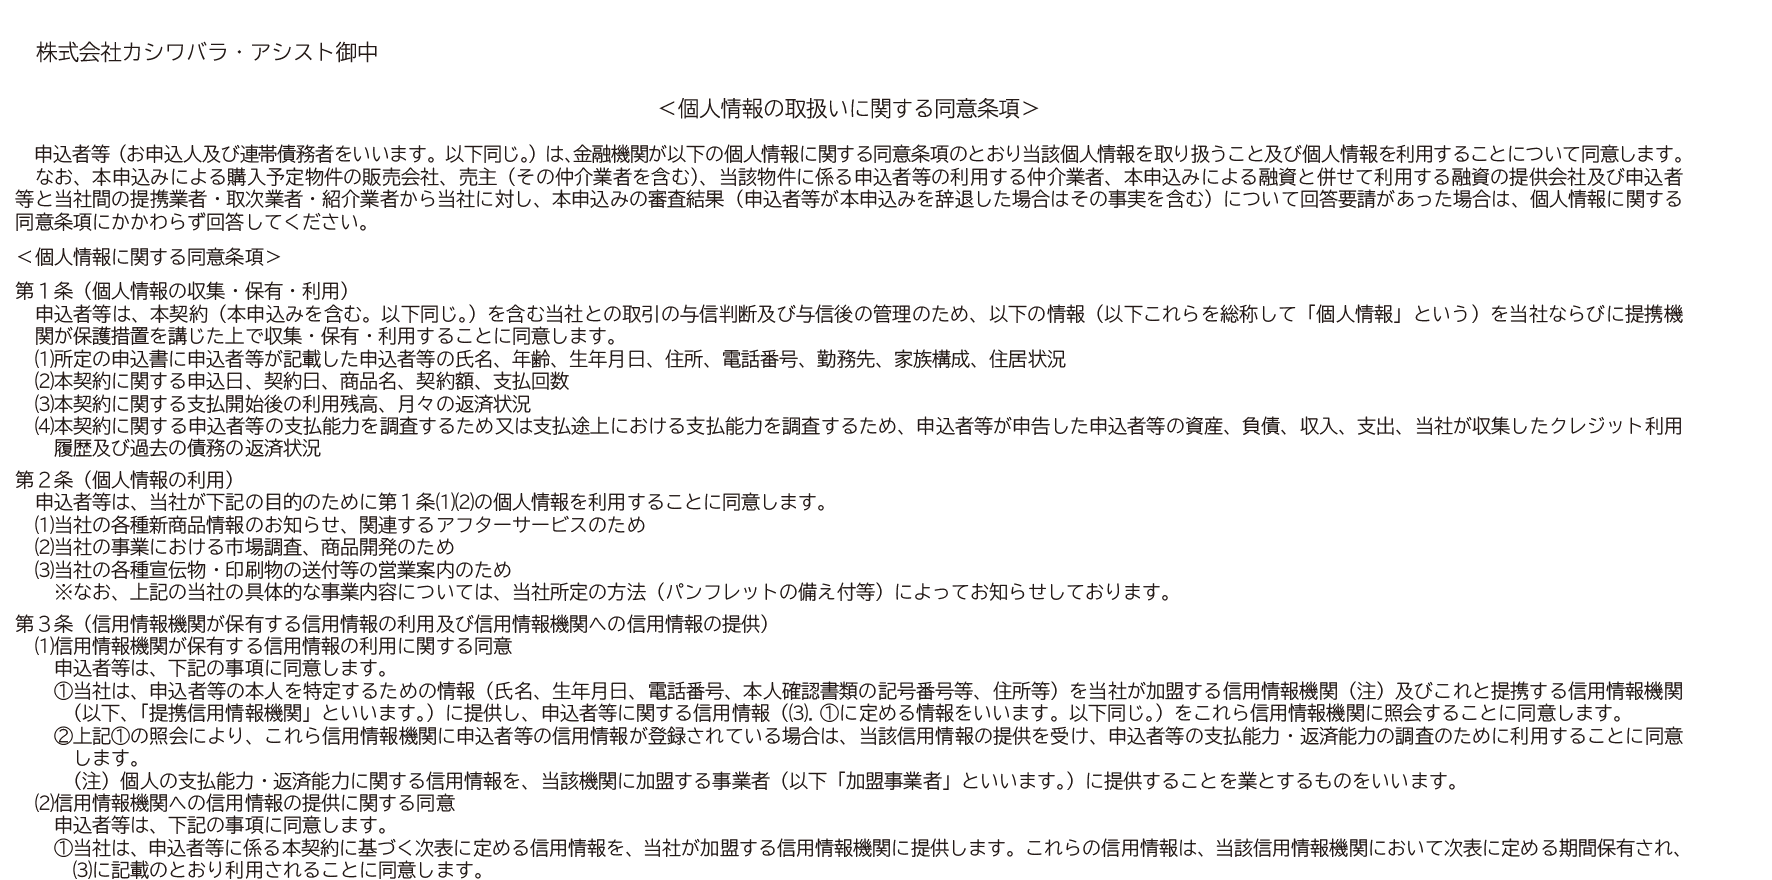 株式会社カシワバラ・アシスト御中
＜個人情報の取扱いに関する同意条項＞
申込者等（お申込人及び連帯債務者をいいます。以下同じ。）は、金融機関が以下の個人情報に関する同意条項のとおり当該個人情報を取り扱うこと及び個人情報を利用することについて同意します。
なお、本申込みによる購入予定物件の販売会社、売主（その仲介業者を含む）、当該物件に係る申込者等の利用する仲介業者、本申込みによる融資と併せて利用する融資の提供会社及び申込者
等と当社間の提携業者・取次業者・紹介業者から当社に対し、本申込みの審査結果（申込者等が本申込みを辞退した場合はその事実を含む）について回答要請があった場合は、個人情報に関する
同意条項にかかわらず回答してください。
＜個人情報に関する同意条項＞
第１条（個人情報の収集・保有・利用）
申込者等は、本契約（本申込みを含む。以下同じ。）を含む当社との取引の与信判断及び与信後の管理のため、以下の情報（以下これらを総称して「個人情報」という）を当社ならびに提携機
関が保護措置を講じた上で収集・保有・利用することに同意します。
⑴所定の申込書に申込者等が記載した申込者等の氏名、年齢、生年月日、住所、電話番号、勤務先、家族構成、住居状況
⑵本契約に関する申込日、契約日、商品名、契約額、支払回数
⑶本契約に関する支払開始後の利用残高、月々の返済状況
⑷本契約に関する申込者等の支払能力を調査するため又は支払途上における支払能力を調査するため、申込者等が申告した申込者等の資産、負債、収入、支出、当社が収集したクレジット利用
履歴及び過去の債務の返済状況
第２条（個人情報の利用）
申込者等は、当社が下記の目的のために第１条⑴⑵の個人情報を利用することに同意します。
⑴当社の各種新商品情報のお知らせ、関連するアフターサービスのため
⑵当社の事業における市場調査、商品開発のため
⑶当社の各種宣伝物・印刷物の送付等の営業案内のため
※なお、上記の当社の具体的な事業内容については、当社所定の方法（パンフレットの備え付等）によってお知らせしております。
第３条（信用情報機関が保有する信用情報の利用及び信用情報機関への信用情報の提供）
⑴信用情報機関が保有する信用情報の利用に関する同意
申込者等は、下記の事項に同意します。
①当社は、申込者等の本人を特定するための情報（氏名、生年月日、電話番号、本人確認書類の記号番号等、住所等）を当社が加盟する信用情報機関（注）及びこれと提携する信用情報機関
（以下、「提携信用情報機関」といいます。）に提供し、申込者等に関する信用情報（⑶．①に定める情報をいいます。以下同じ。）をこれら信用情報機関に照会することに同意します。
②上記①の照会により、これら信用情報機関に申込者等の信用情報が登録されている場合は、当該信用情報の提供を受け、申込者等の支払能力・返済能力の調査のために利用することに同意
します。
（注）個人の支払能力・返済能力に関する信用情報を、当該機関に加盟する事業者（以下「加盟事業者」といいます。）に提供することを業とするものをいいます。
⑵信用情報機関への信用情報の提供に関する同意
申込者等は、下記の事項に同意します。
①当社は、申込者等に係る本契約に基づく次表に定める信用情報を、当社が加盟する信用情報機関に提供します。これらの信用情報は、当該信用情報機関において次表に定める期間保有され、
⑶に記載のとおり利用されることに同意します。